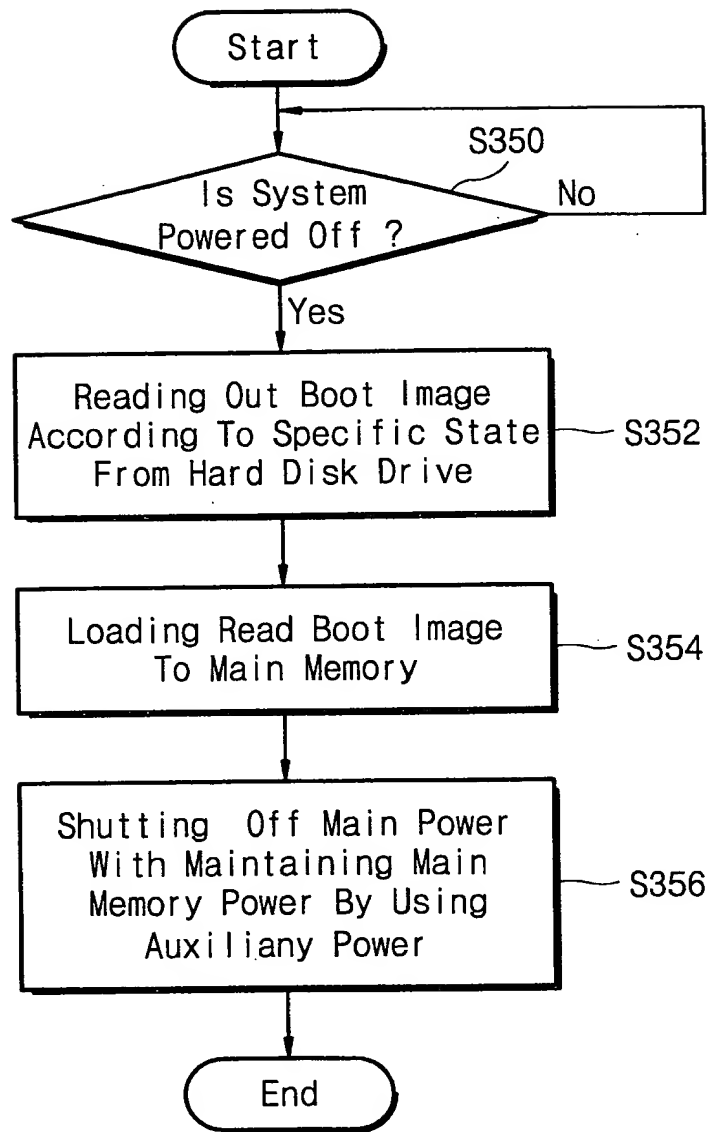 Start
S350
Is System
Powered Off ?
No
Yes
Reading Out Boot Image
According To Specific State
From Hard Disk Drive
S352
Loading Read Boot Image
To Main Memory
S354
Shutting Off Main Power
With Maintaining Main
Memory Power By Using
Auxiliany Power
S356
End